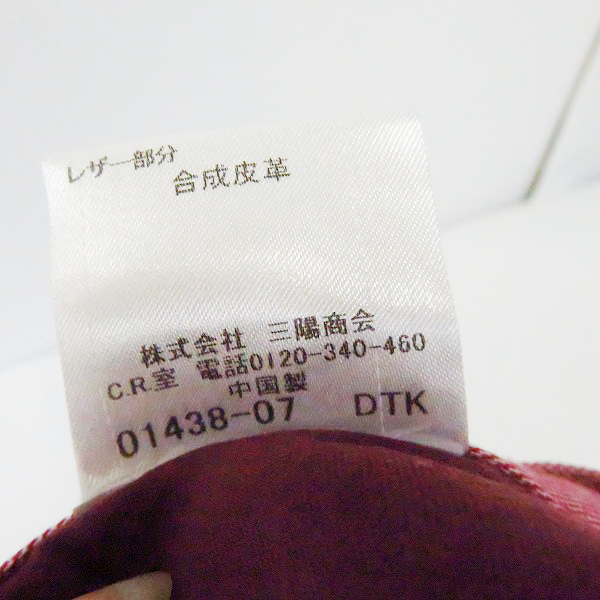 レザー部分
合成皮革
株式会社 三陽商会
C.R.室 電話0120-340-460
中国製
01438-07 DTK